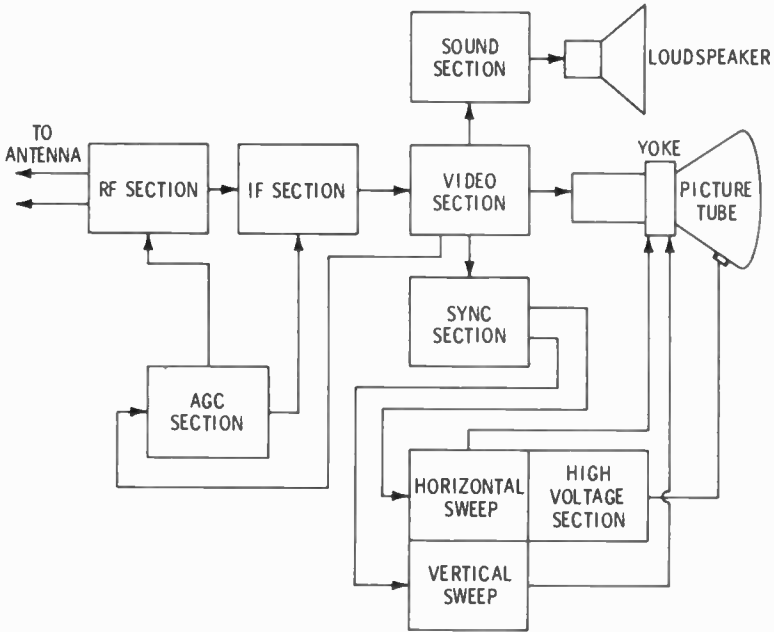 SOUND
SECTION
LOUDSPEAKER
TO
ANTENNA
RF SECTION
IF SECTION
VIDEO
SECTION
YOKE
PICTURE
TUBE
SYNC
SECTION
AGC
SECTION
HORIZONTAL
SWEEP
HIGH
VOLTAGE
SECTION
VERTICAL
SWEEP